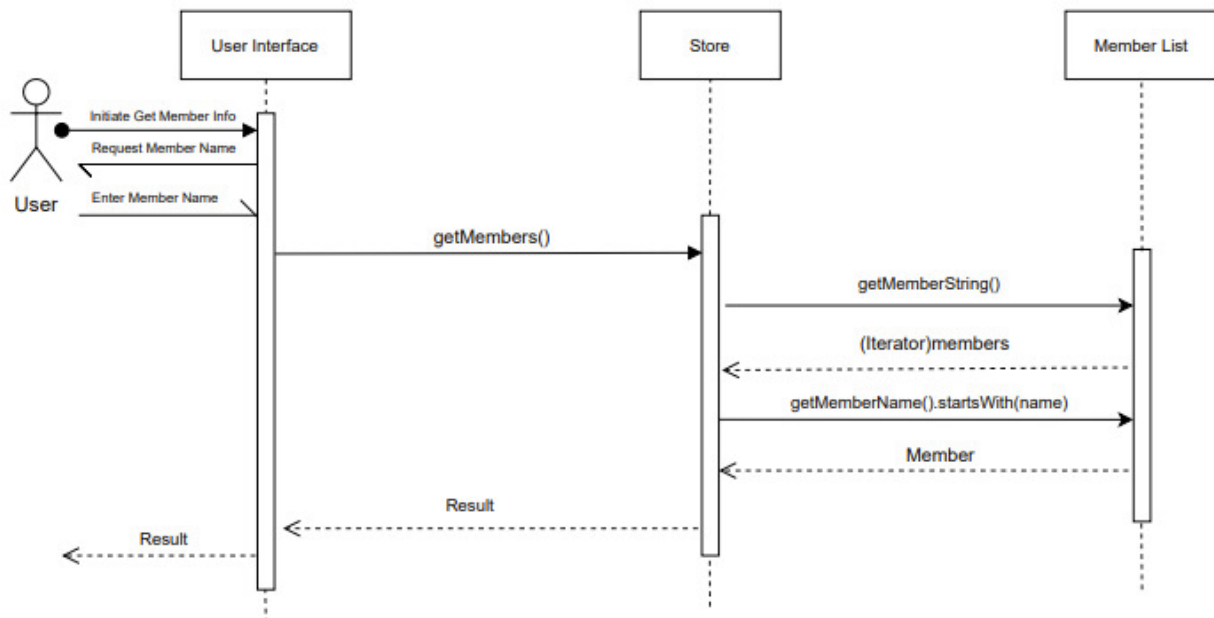 User Interface
Store
Member List
Initiate Get Member Info
Request Member Name
Enter Member Name
User
getMembers()
getMemberString()
(Iterator)members
getMemberName().startsWith(name)
Member
Result
Result